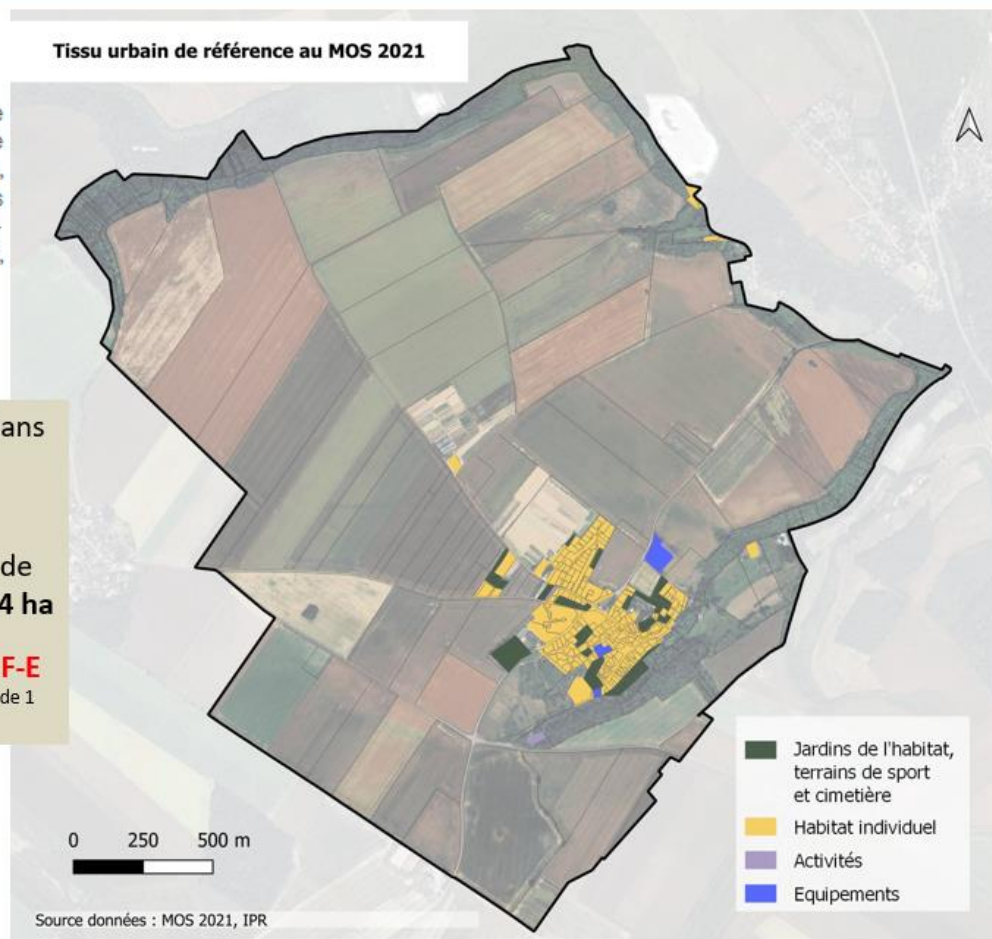 Tissu urbain de référence au MOS 2021
ans
de
4 ha
F-E
de 1
0 250 500 m
Source données : MOS 2021, IPR
Jardins de l'habitat,
terrains de sport
et cimetière
Habitat individuel
Activités
Equipements